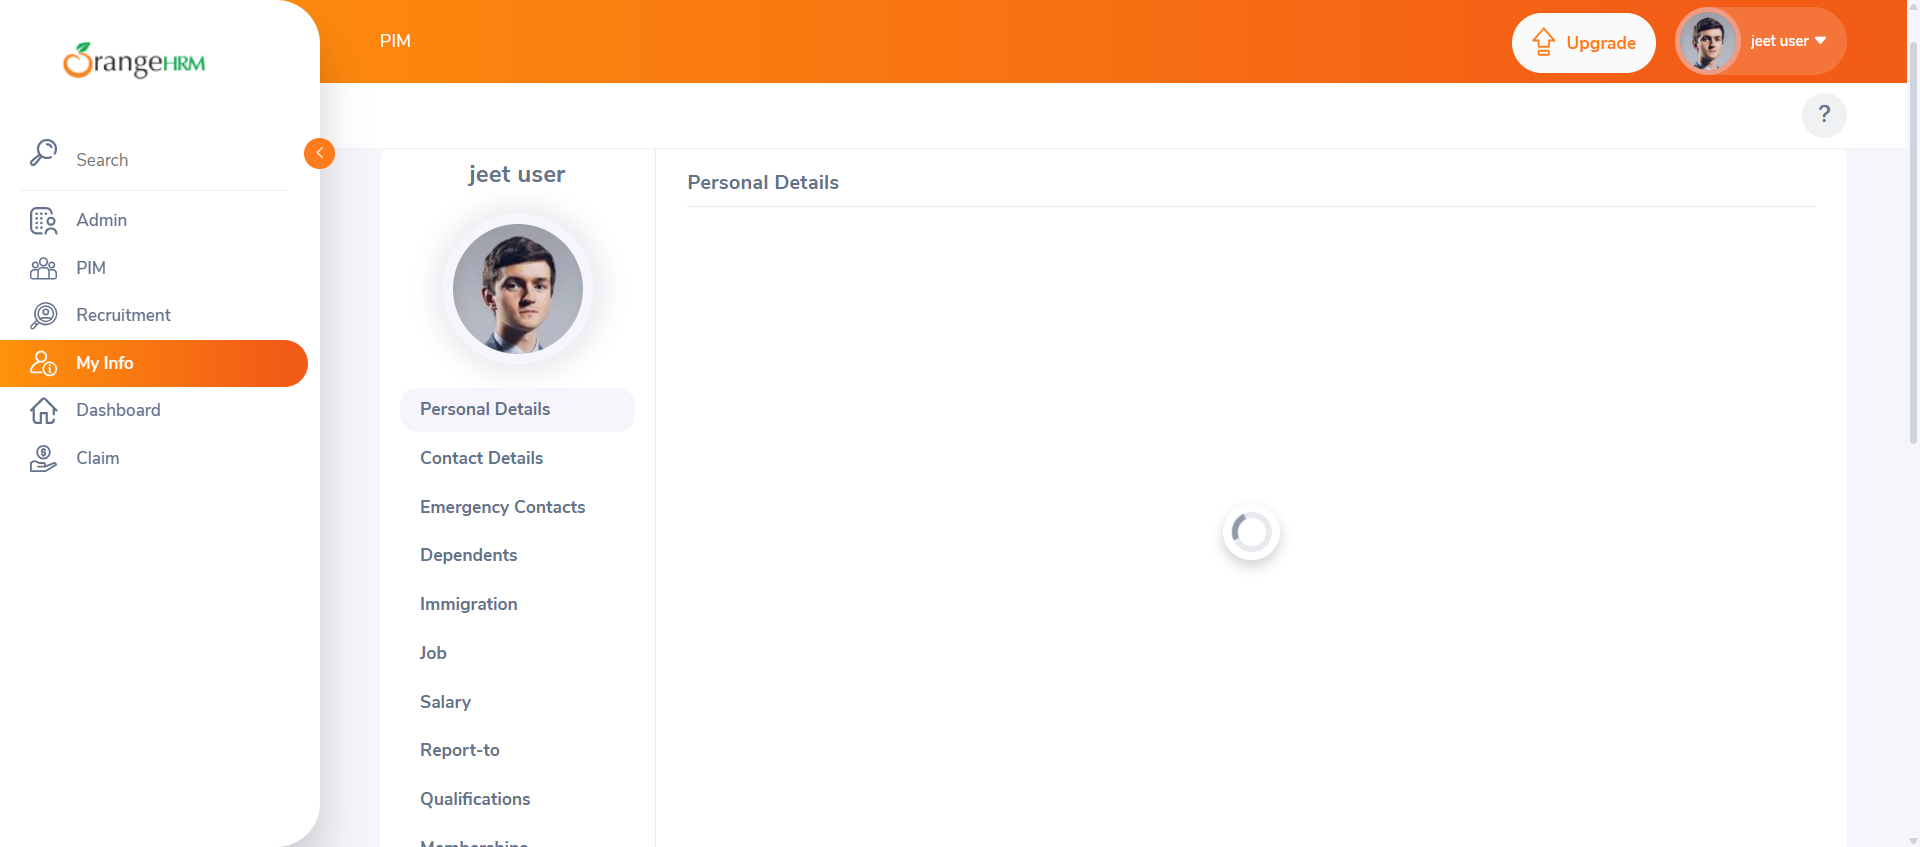 OrangeHRM
PIM
Upgrade
jeet user
?
Search
Admin
PIM
Recruitment
My Info
Dashboard
Claim
jeet user
Personal Details
Contact Details
Emergency Contacts
Dependents
Immigration
Job
Salary
Report-to
Qualifications
Memberships
Personal Details